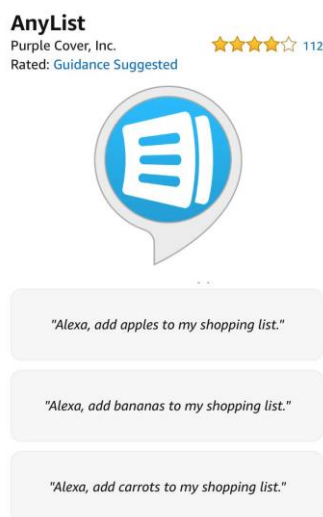 AnyList
Purple Cover, Inc.
112
Rated: Guidance Suggested
"Alexa, add apples to my shopping list."
"Alexa, add bananas to my shopping list."
"Alexa, add carrots to my shopping list."